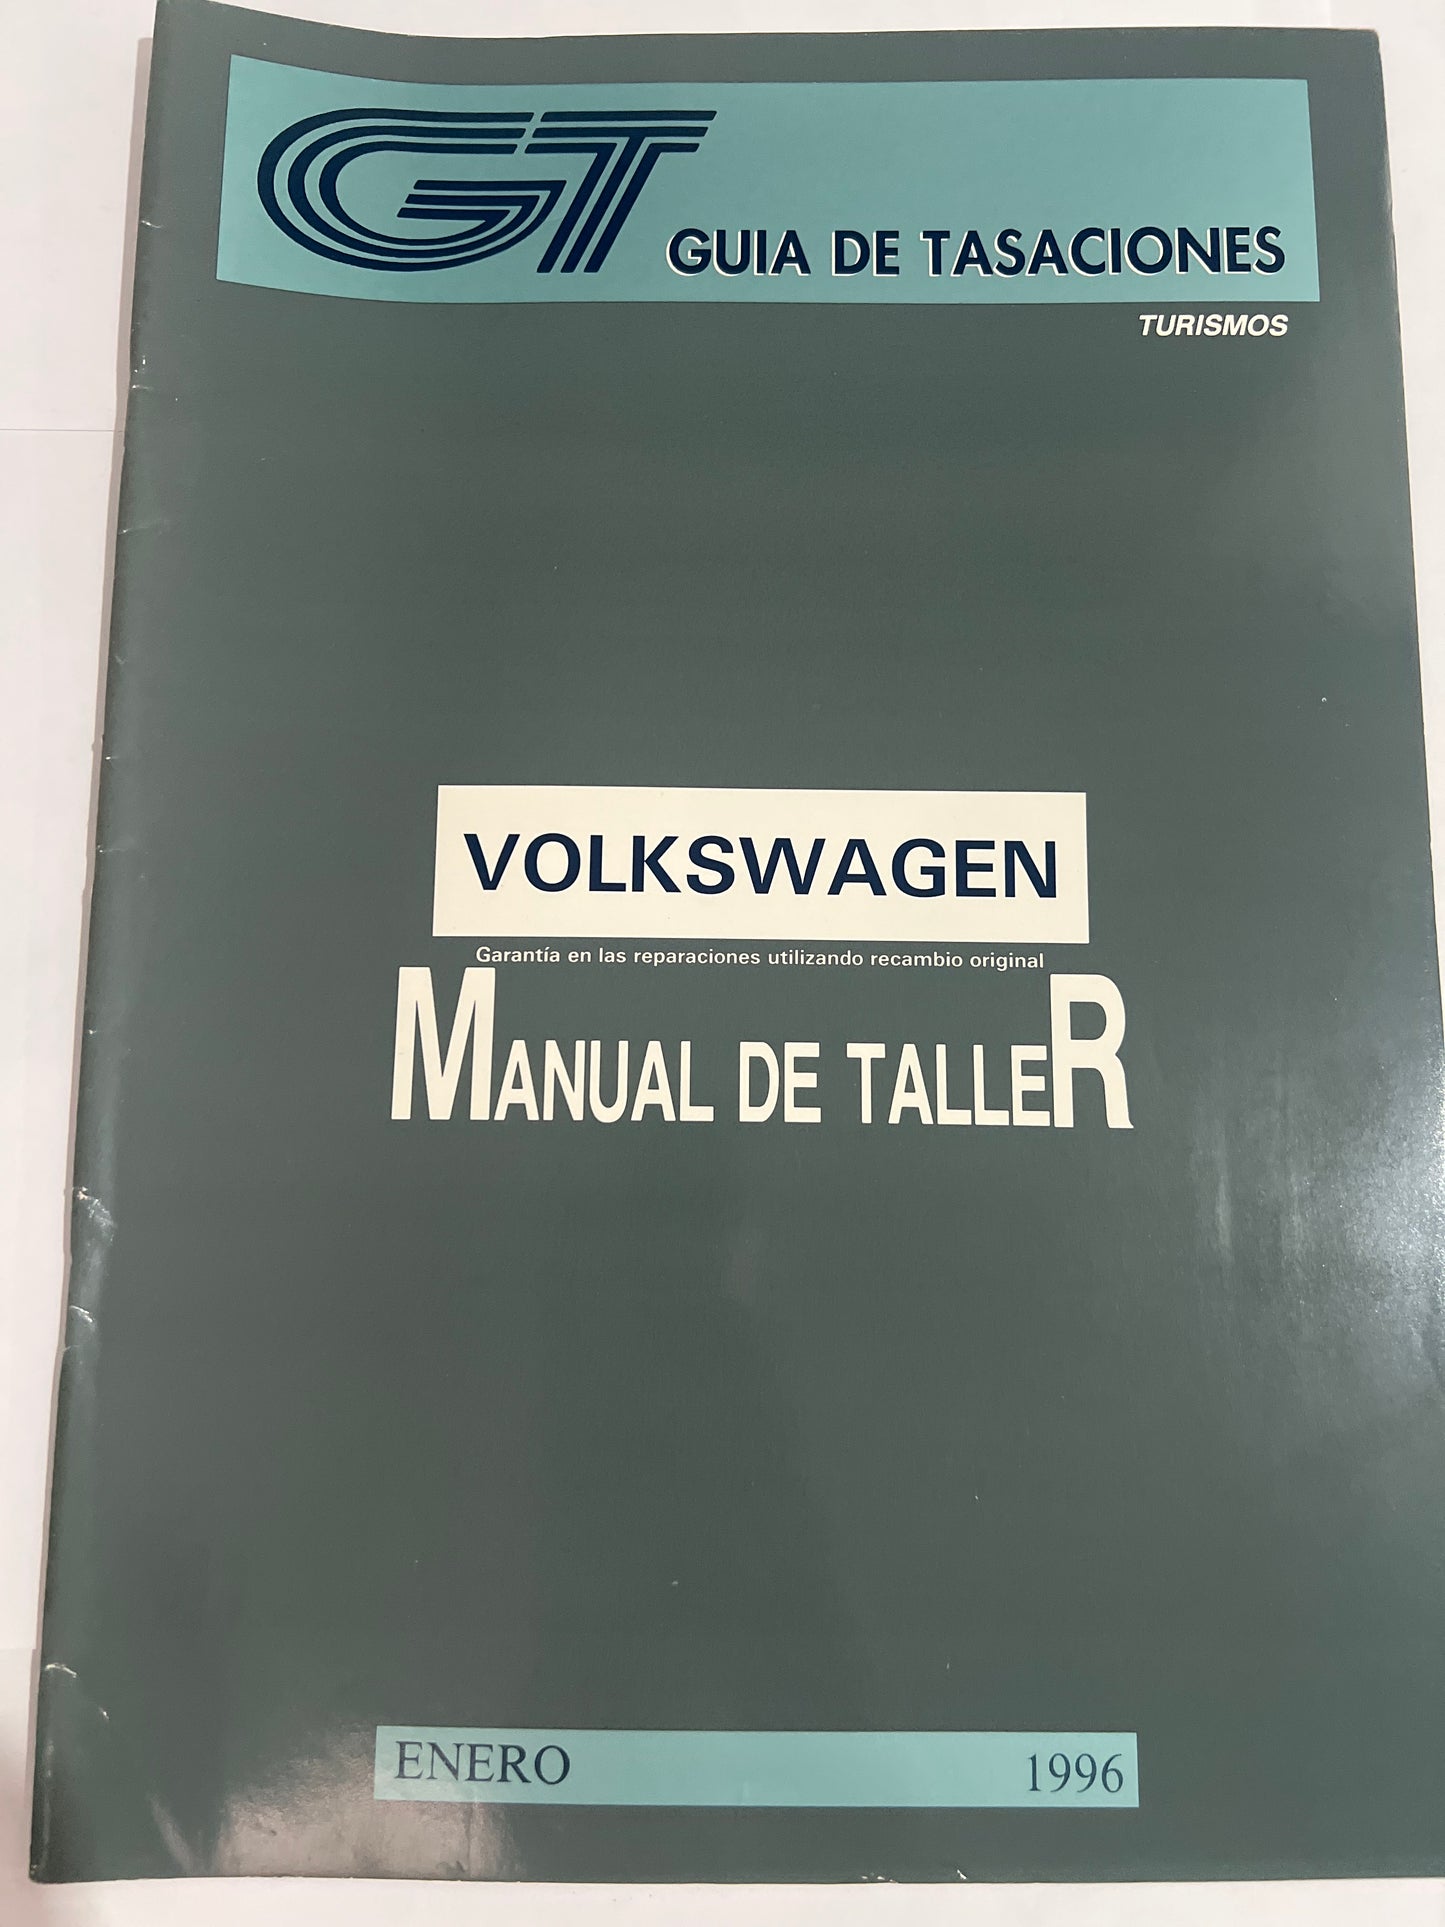 GT GUIA DE TASACIONES
TURISMOS
VOLKSWAGEN
Garantía en las reparaciones utilizando recambio original
MANUAL DE TALLER
ENERO 1996